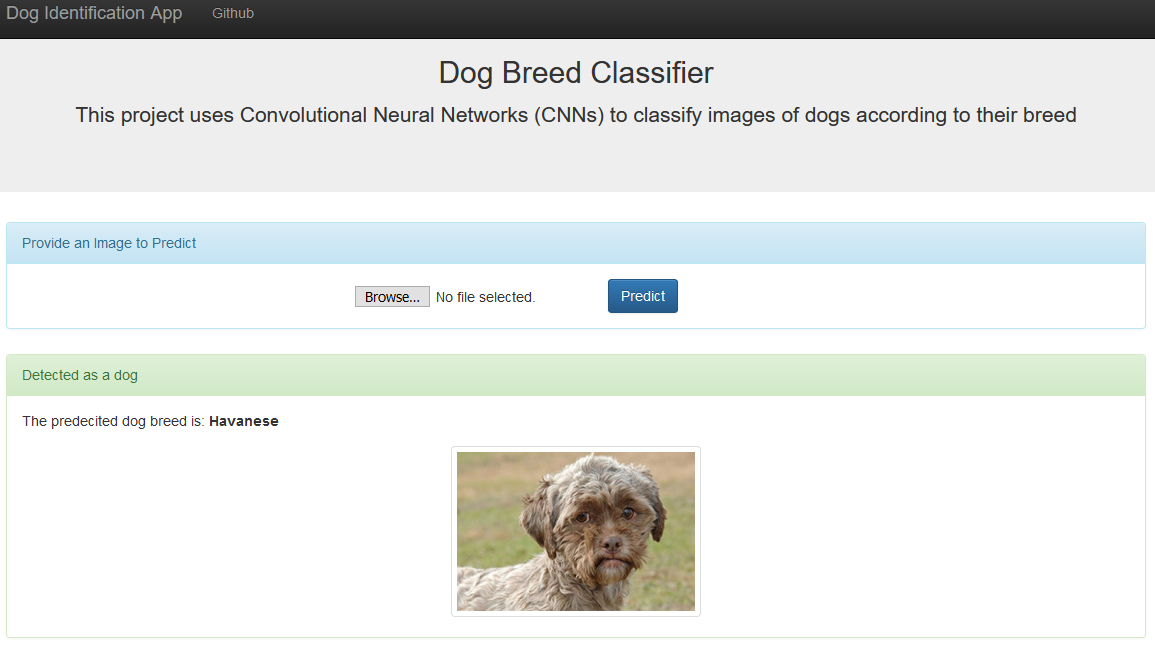 Dog Identification App Github
Dog Breed Classifier
This project uses Convolutional Neural Networks (CNNs) to classify images of dogs according to their breed
Provide an Image to Predict
Browse... No file selected. Predict
Detected as a dog
The predecited dog breed is: Havanese